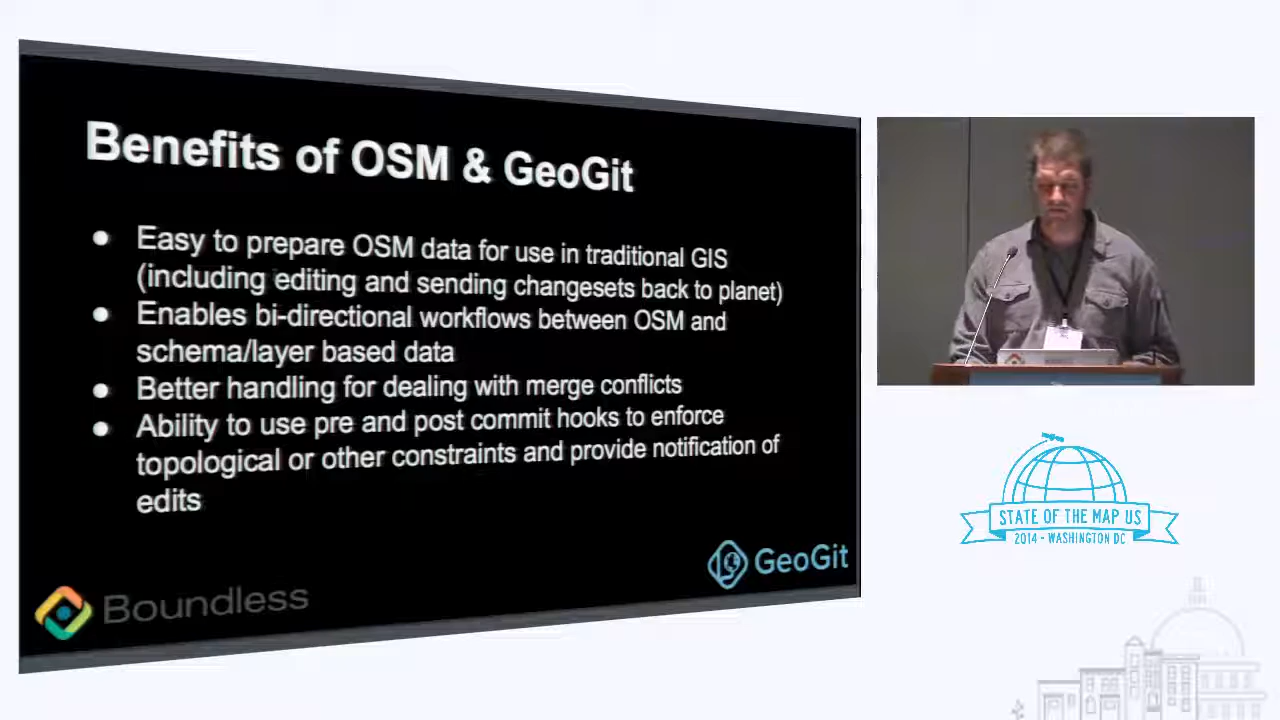 Benefits of OSM & GeoGit
● Easy to prepare OSM data for use in traditional GIS
(including editing and sending changesets back to planet)
● Enables bi-directional workflows between OSM and
schema/layer based data
● Better handling for dealing with merge conflicts
● Ability to use pre and post commit hooks to enforce
topological or other constraints and provide notification of
edits
GeoGit
Boundless
STATE OF THE MAP US
2014 - WASHINGTON DC